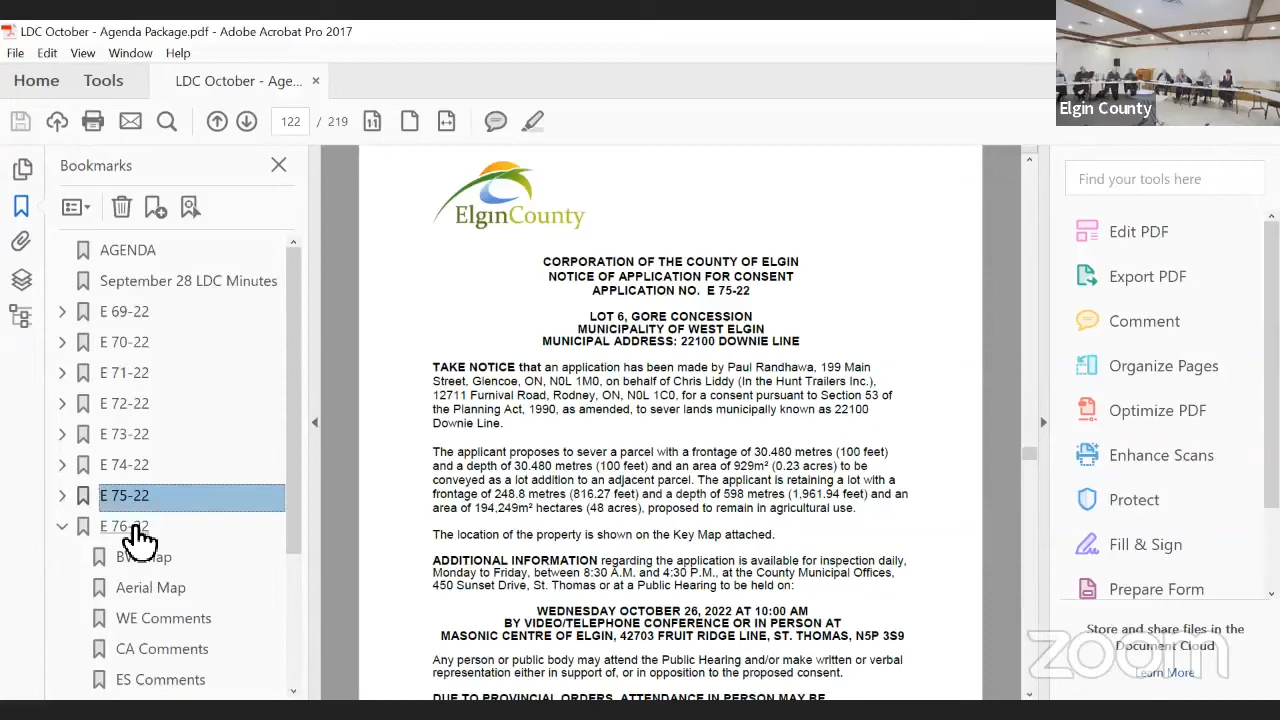 LDC October - Agenda Package.pdf - Adobe Acrobat Pro 2017
File Edit View Window Help
Home Tools LDC October - Age... ×
122 / 219
Elgin County
Bookmarks
AGENDA
September 28 LDC Minutes
E 69-22
E 70-22
E 71-22
E 72-22
E 73-22
E 74-22
E 75-22
E 76-22
Map
Aerial Map
WE Comments
CA Comments
ES Comments
ElginCounty
CORPORATION OF THE COUNTY OF ELGIN
NOTICE OF APPLICATION FOR CONSENT
APPLICATION NO. E 75-22
LOT 6, GORE CONCESSION
MUNICIPALITY OF WEST ELGIN
MUNICIPAL ADDRESS: 22100 DOWNIE LINE
TAKE NOTICE that an application has been made by Paul Randhawa, 199 Main
Street, Glencoe, ON, N0L 1M0, on behalf of Chris Liddy (In the Hunt Trailers Inc.),
12711 Furnival Road, Rodney, ON, N0L 1C0, for a consent pursuant to Section 53 of
the Planning Act, 1990, as amended, to sever lands municipally known as 22100
Downie Line.
The applicant proposes to sever a parcel with a frontage of 30.480 metres (100 feet)
and a depth of 30.480 metres (100 feet) and an area of 929m² (0.23 acres) to be
conveyed as a lot addition to an adjacent parcel. The applicant is retaining a lot with a
frontage of 248.8 metres (816.27 feet) and a depth of 598 metres (1,961.94 feet) and an
area of 194,249m² hectares (48 acres), proposed to remain in agricultural use.
The location of the property is shown on the Key Map attached.
ADDITIONAL INFORMATION regarding the application is available for inspection daily,
Monday to Friday, between 8:30 A.M. and 4:30 P.M., at the County Municipal Offices,
450 Sunset Drive, St. Thomas or at a Public Hearing to be held on:
WEDNESDAY OCTOBER 26, 2022 AT 10:00 AM
BY VIDEO/TELEPHONE CONFERENCE OR IN PERSON AT
MASONIC CENTRE OF ELGIN, 42703 FRUIT RIDGE LINE, ST. THOMAS, N5P 3S9
Any person or public body may attend the Public Hearing and/or make written or verbal
representation either in support of, or in opposition to the proposed consent.
DUE TO PROVINCIAL ORDERS, ATTENDANCE IN PERSON MAY BE
Find your tools here
Edit PDF
Export PDF
Comment
Organize Pages
Optimize PDF
Enhance Scans
Protect
Fill & Sign
Prepare Form
Store and share files in the
Document Cloud
Learn More
zoom